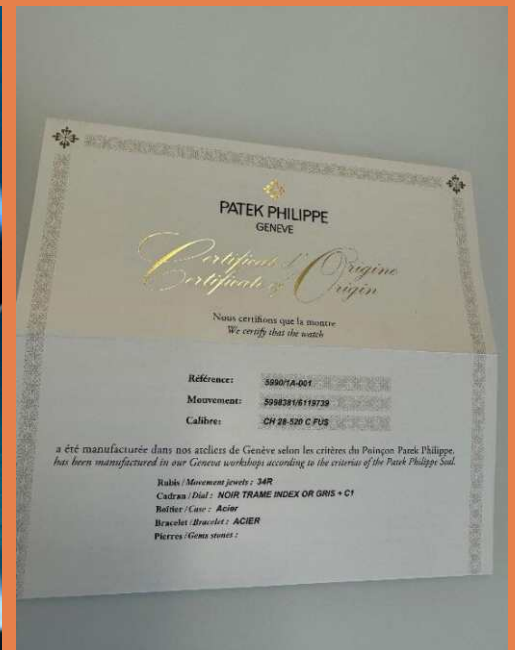 PATEK PHILIPPE
GENEVE
Certificat d'Origine
Certificate of Origin
Nous certifions que la montre
We certify that the watch
Référence: 5990/1A-001
Mouvement: 5998381/6119739
Calibre: CH 28-520 C FUS
a été manufacturée dans nos ateliers de Genève selon les critères du Poinçon Patek Philippe.
has been manufactured in our Geneva workshops according to the criterias of the Patek Philippe Seal.
Rubis / Movement jewels : 34R
Cadran / Dial : NOIR TRAME INDEX OR GRIS + C1
Boîtier / Case : Acier
Bracelet / Bracelet : ACIER
Pierres / Gems stones :